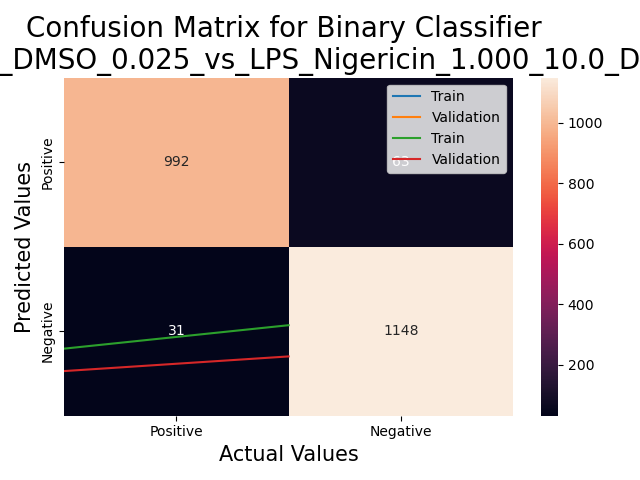 Confusion Matrix for Binary Classifier
_DMSO_0.025_vs_LPS_Nigericin_1.000_10.0_D
Train
Validation
Train
Validation
992
63
31
1148
Positive
Negative
Predicted Values
Positive
Negative
Actual Values
1000
800
600
400
200